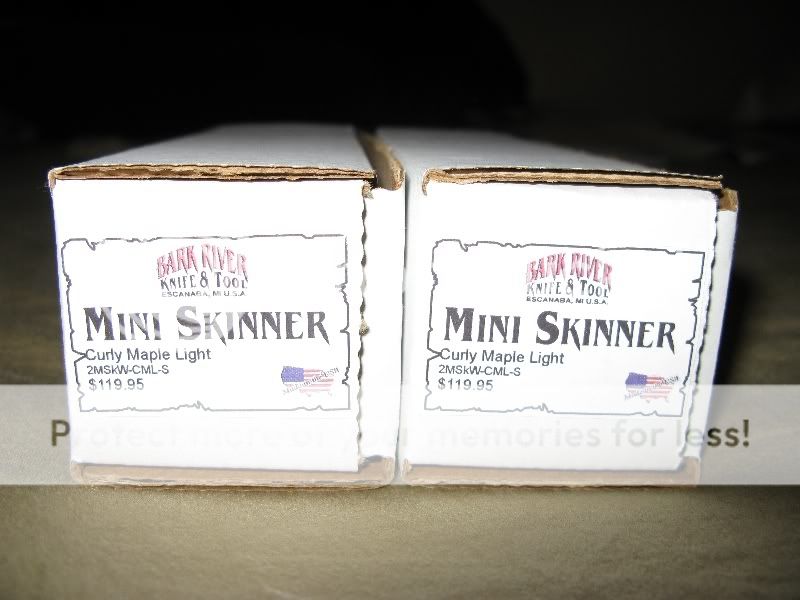 BARK RIVER
KNIFE & TOOL
ESCANABA, MI U.S.A.
MINI SKINNER
Curly Maple Light
2MSkW-CML-S
$119.95
BARK RIVER
KNIFE & TOOL
ESCANABA, MI U.S.A.
MINI SKINNER
Curly Maple Light
2MSkW-CML-S
$119.95
Protect more of your memories for less!